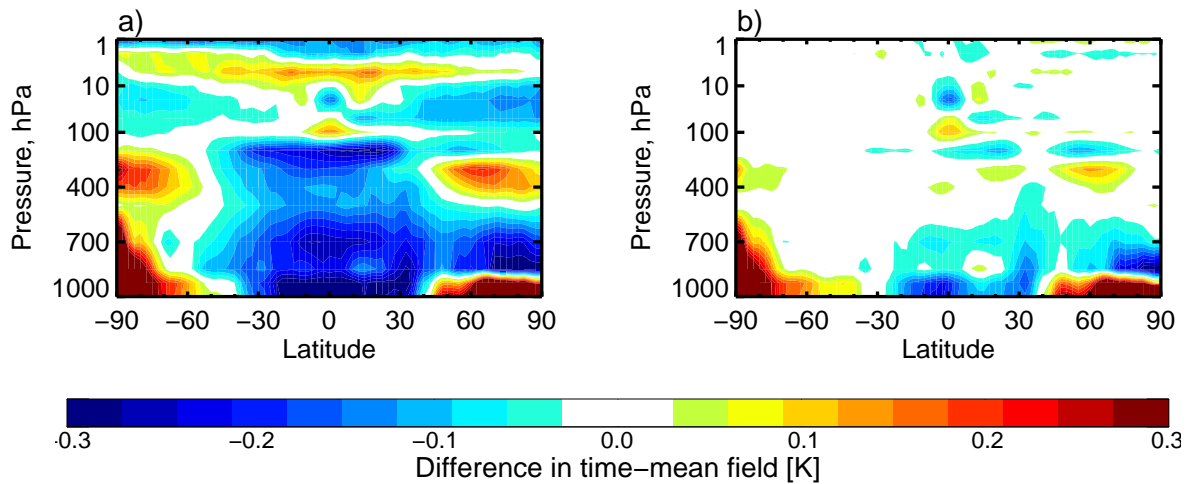 a)
b)
Pressure, hPa
1
10
100
400
700
1000
−90 −60 −30 0 30 60 90
Latitude
Pressure, hPa
1
10
100
400
700
1000
−90 −60 −30 0 30 60 90
Latitude
-0.3 −0.2 −0.1 0.0 0.1 0.2 0.3
Difference in time−mean field [K]